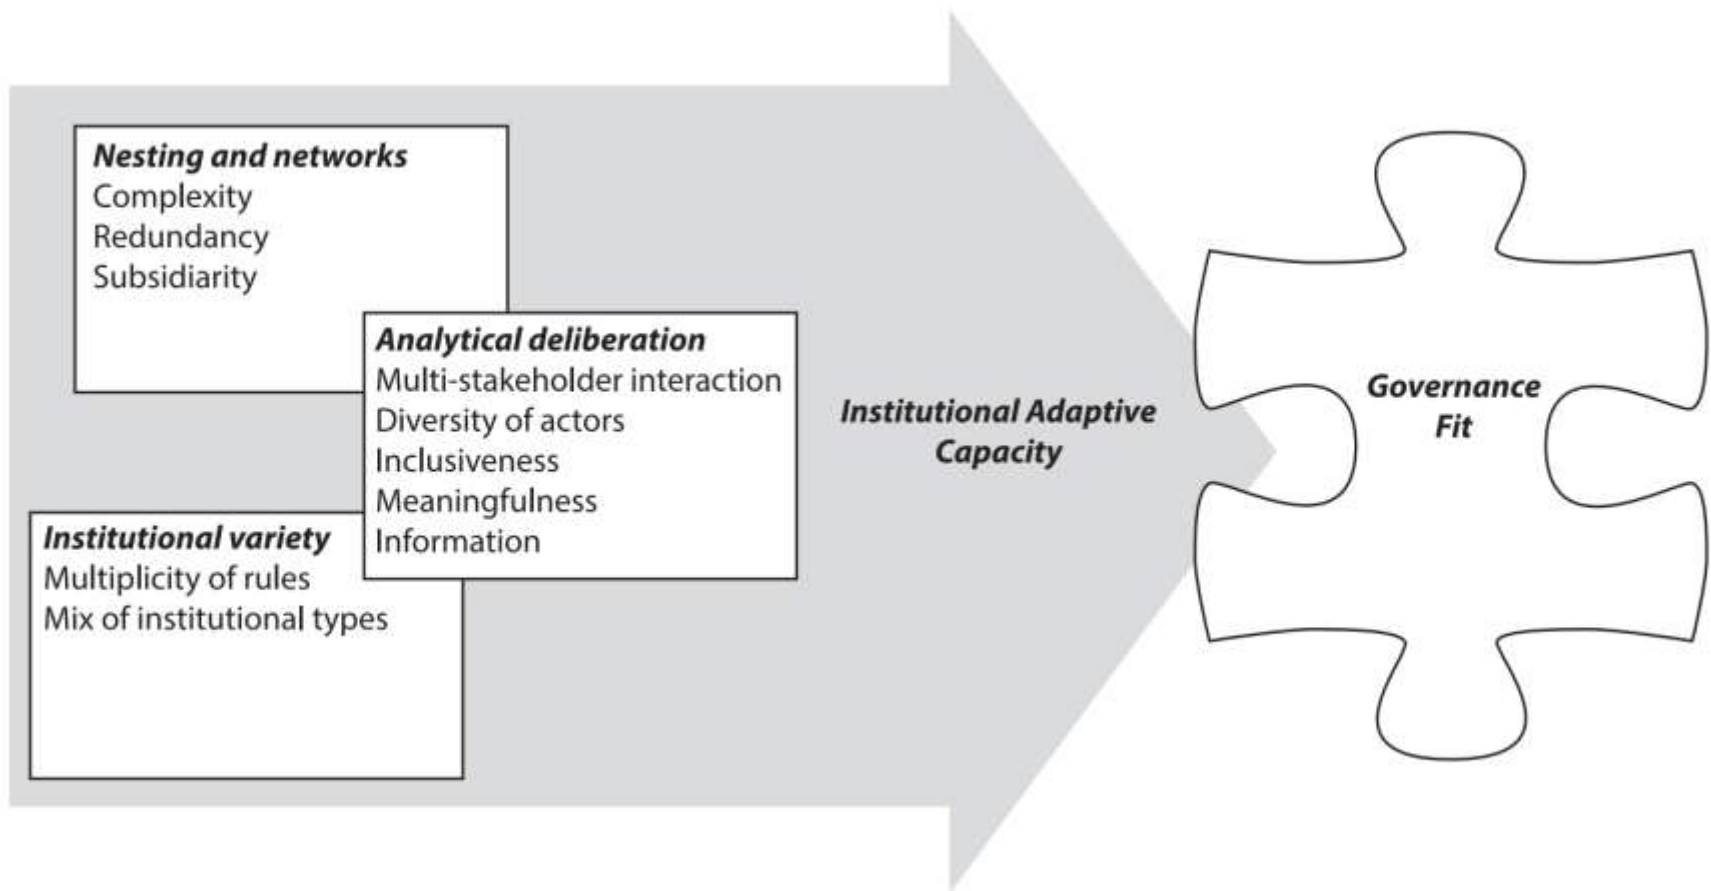 Nesting and networks
Complexity
Redundancy
Subsidiarity
Analytical deliberation
Multi-stakeholder interaction
Diversity of actors
Inclusiveness
Meaningfulness
Information
Institutional variety
Multiplicity of rules
Mix of institutional types
Institutional Adaptive
Capacity
Governance
Fit